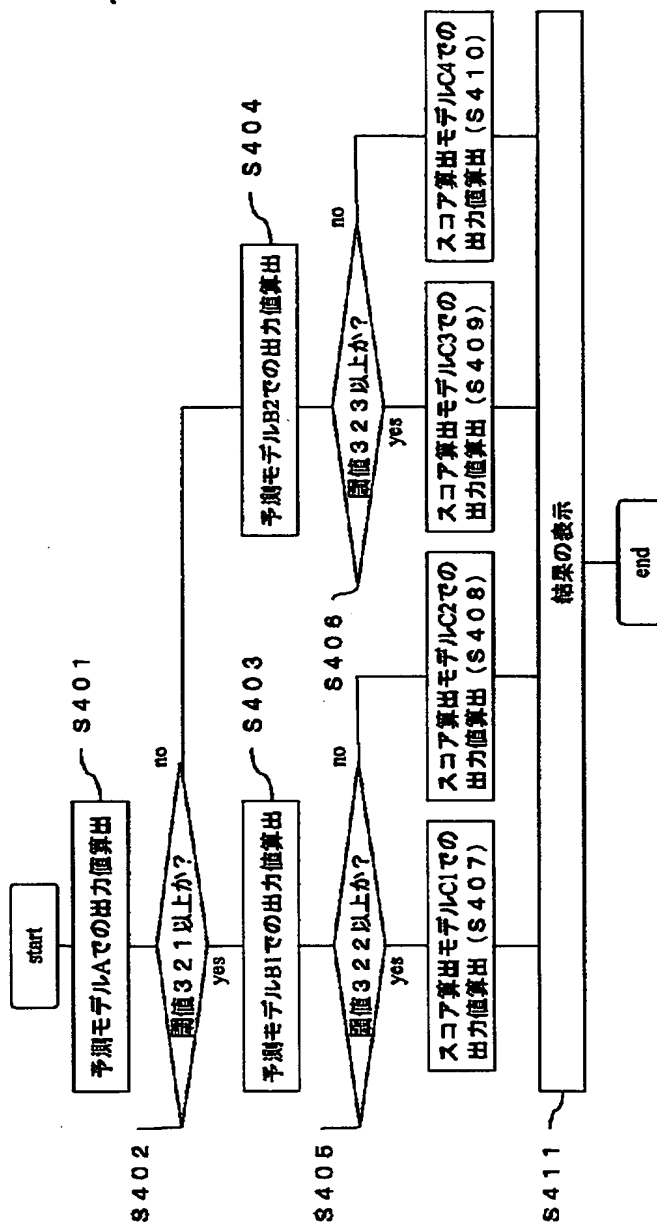 start
予測モデルAでの出力値算出
S401
S402
閾値321以上か?
yes
no
予測モデルB1での出力値算出
S403
予測モデルB2での出力値算出
S404
S405
閾値322以上か?
yes
no
S406
閾値323以上か?
yes
no
スコア算出モデルC1での
出力値算出(S407)
スコア算出モデルC2での
出力値算出(S408)
スコア算出モデルC3での
出力値算出(S409)
スコア算出モデルC4での
出力値算出(S410)
S411
結果の表示
end